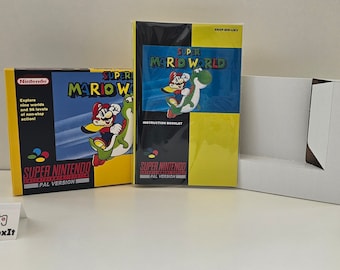 Nintendo
SUPER
MARIO WORLD
Explore
nine worlds
and 96 levels
of non-stop
action!
SUPER NINTENDO
PAL VERSION
SUPER
MARIO WORLD
INSTRUCTION BOOKLET
SUPER NINTENDO
PAL VERSION
oxIt